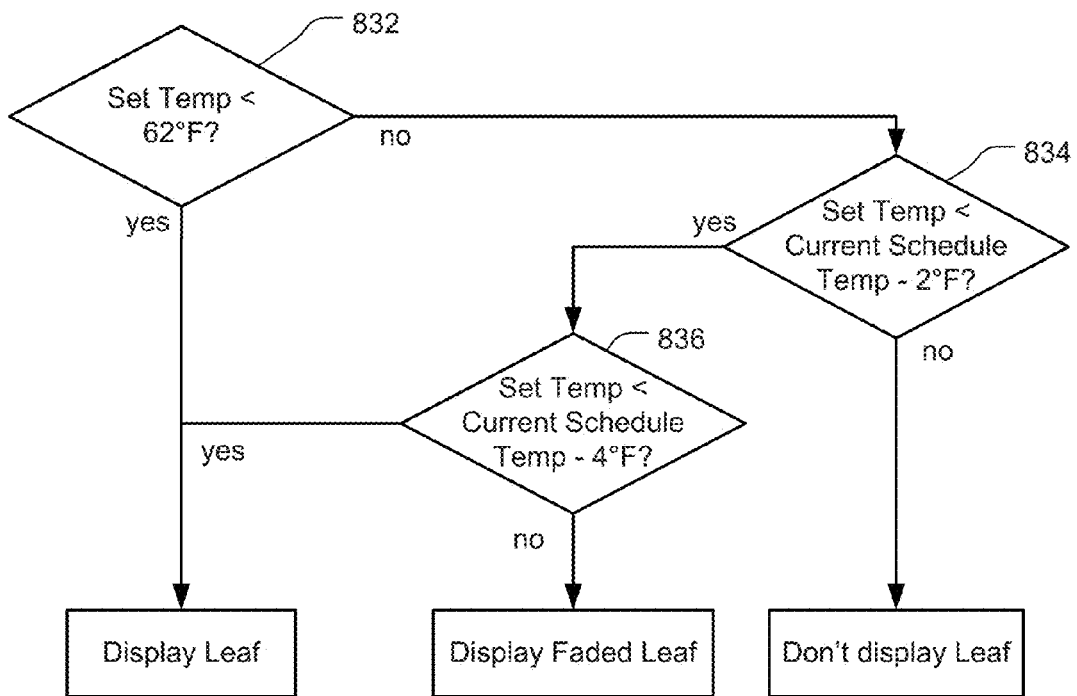 832
Set Temp <
62°F?
no
yes
834
Set Temp <
Current Schedule
Temp - 2°F?
yes
no
836
Set Temp <
Current Schedule
Temp - 4°F?
yes
no
Display Leaf
Display Faded Leaf
Don't display Leaf